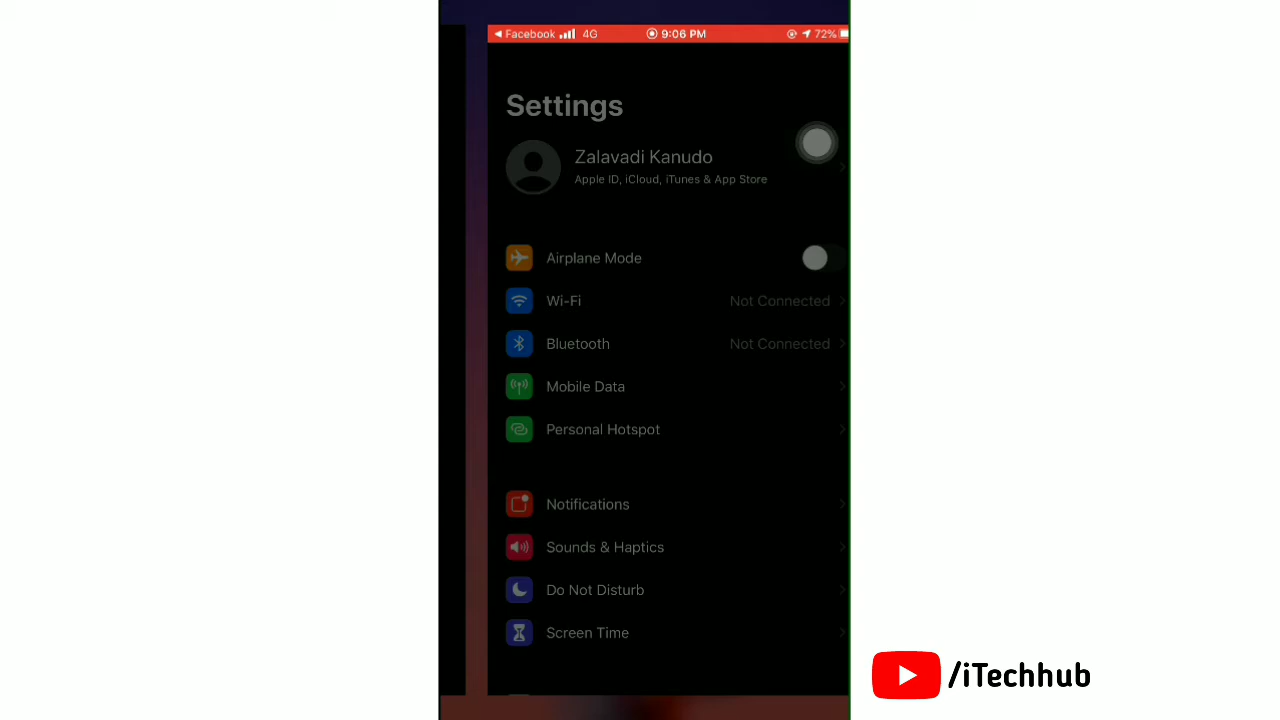 Facebook 4G 9:06 PM 72%
Settings
Zalavadi Kanudo
Apple ID, iCloud, iTunes & App Store
Airplane Mode
Wi-Fi Not Connected
Bluetooth Not Connected
Mobile Data
Personal Hotspot
Notifications
Sounds & Haptics
Do Not Disturb
Screen Time
/iTechhub